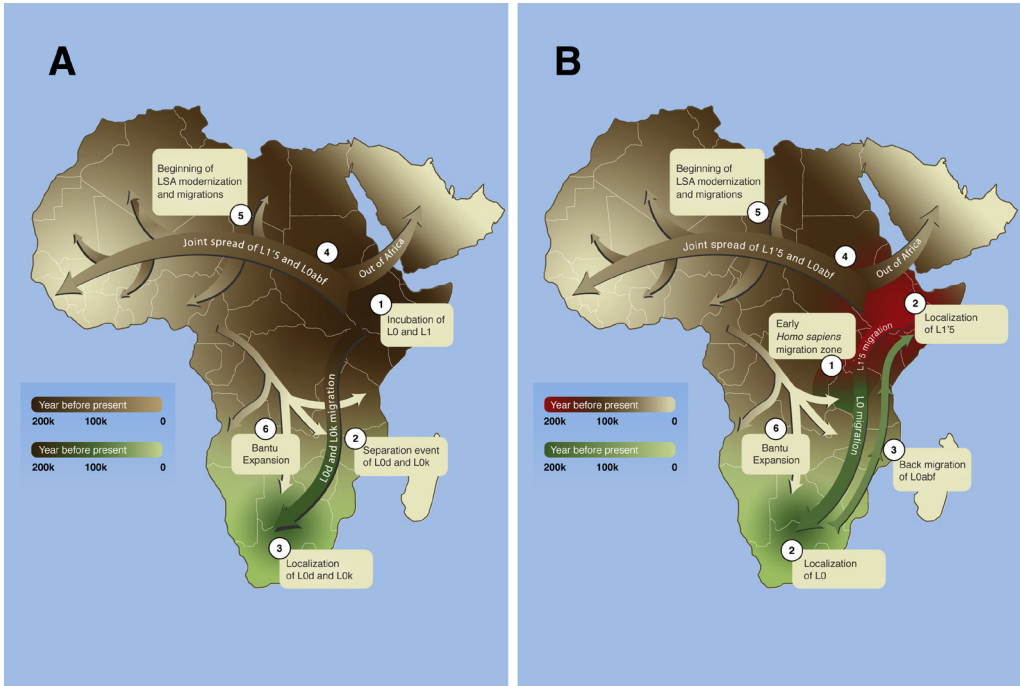 A
Beginning of
LSA modernization
and migrations
5
Joint spread of L1'5 and L0abf
4
Out of Africa
1
Incubation of
L0 and L1
L0d and L0k migration
Year before present
200k 100k 0
Year before present
200k 100k 0
6
Bantu
Expansion
2
Separation event
of L0d and L0k
3
Localization
of L0d and L0k
B
Beginning of
LSA modernization
and migrations
5
Joint spread of L1'5 and L0abf
4
Out of Africa
2
Localization
of L1'5
Early
Homo sapiens
migration zone
1
L1'5 migration
L0 migration
Year before present
200k 100k 0
Year before present
200k 100k 0
6
Bantu
Expansion
3
Back migration
of L0abf
2
Localization
of L0